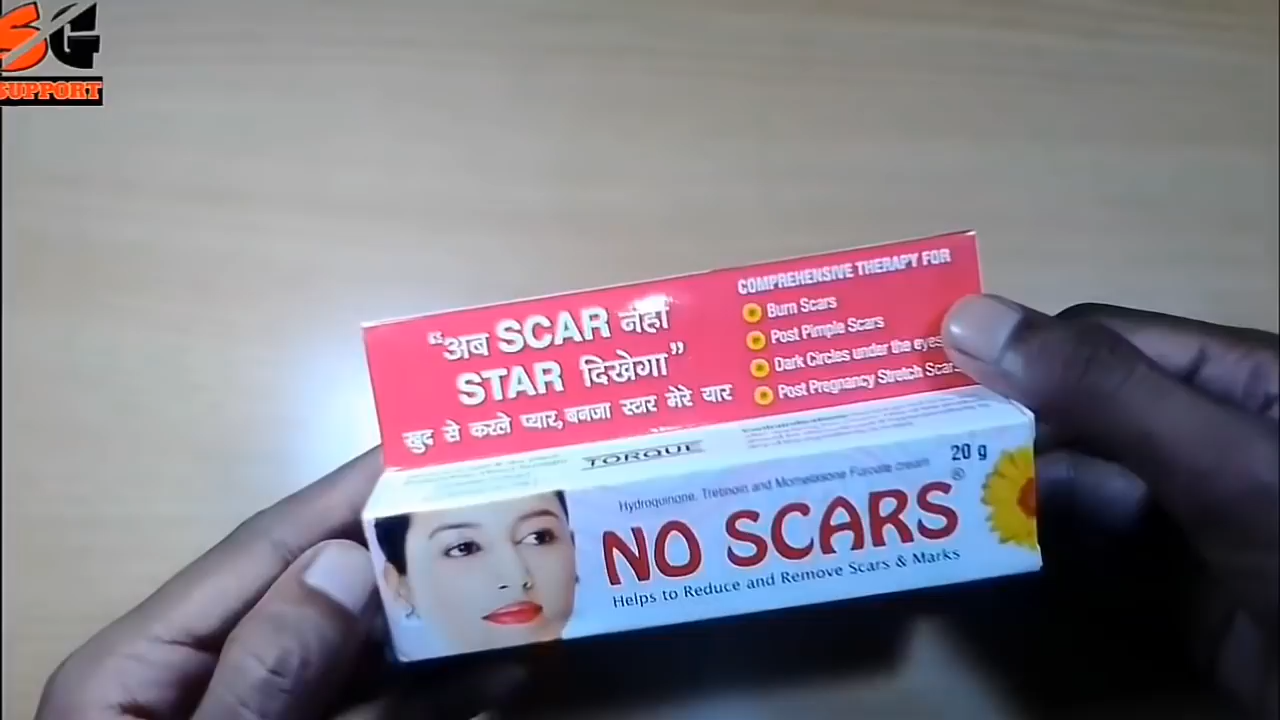 SG
SUPPORT
“अब SCAR नहीं
STAR दिखेगा”
खुद से करले प्यार, बनजा स्टार मेरे यार
COMPREHENSIVE THERAPY FOR
Burn Scars
Post Pimple Scars
Dark Circles under the eyes
Post Pregnancy Stretch Scars
TORQUE
20 g
Hydroquinone, Tretinoin and Mometasone Furoate cream
NO SCARS®
Helps to Reduce and Remove Scars & Marks